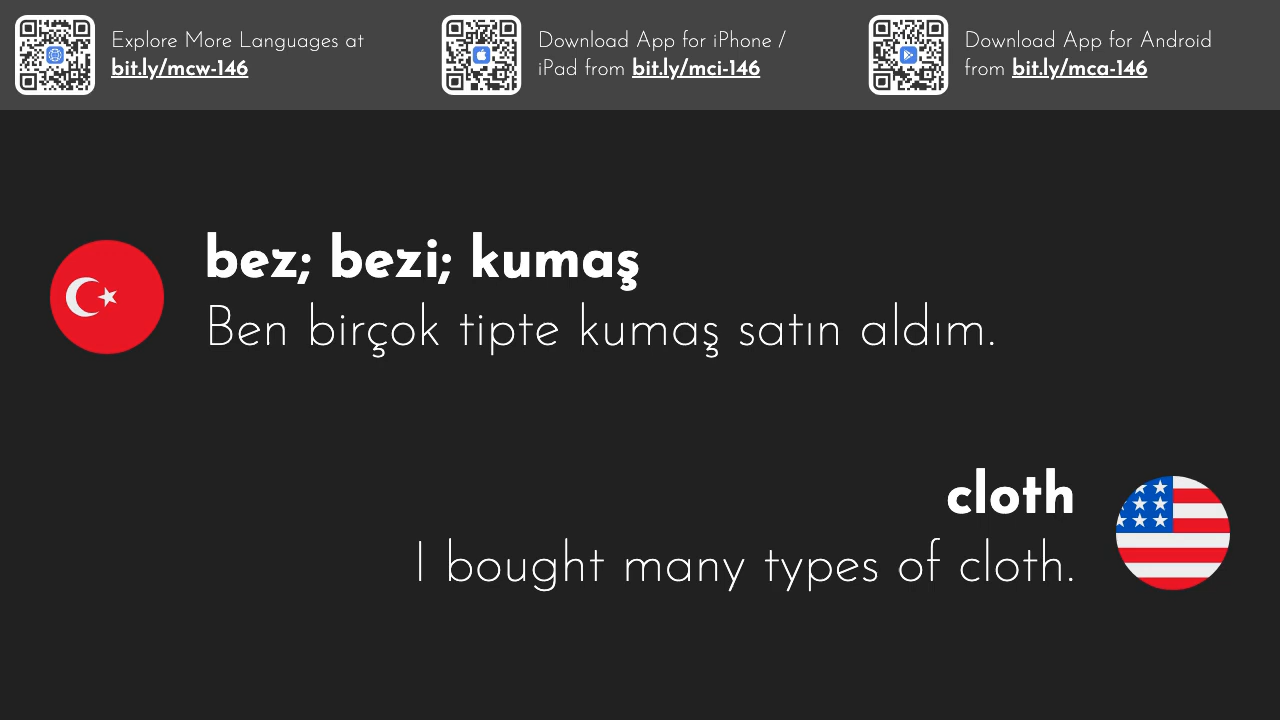 Explore More Languages at
bit.ly/mcw-146
Download App for iPhone /
iPad from bit.ly/mci-146
Download App for Android
from bit.ly/mca-146
bez; bezi; kumaş
Ben birçok tipte kumaş satın aldım.
cloth
I bought many types of cloth.